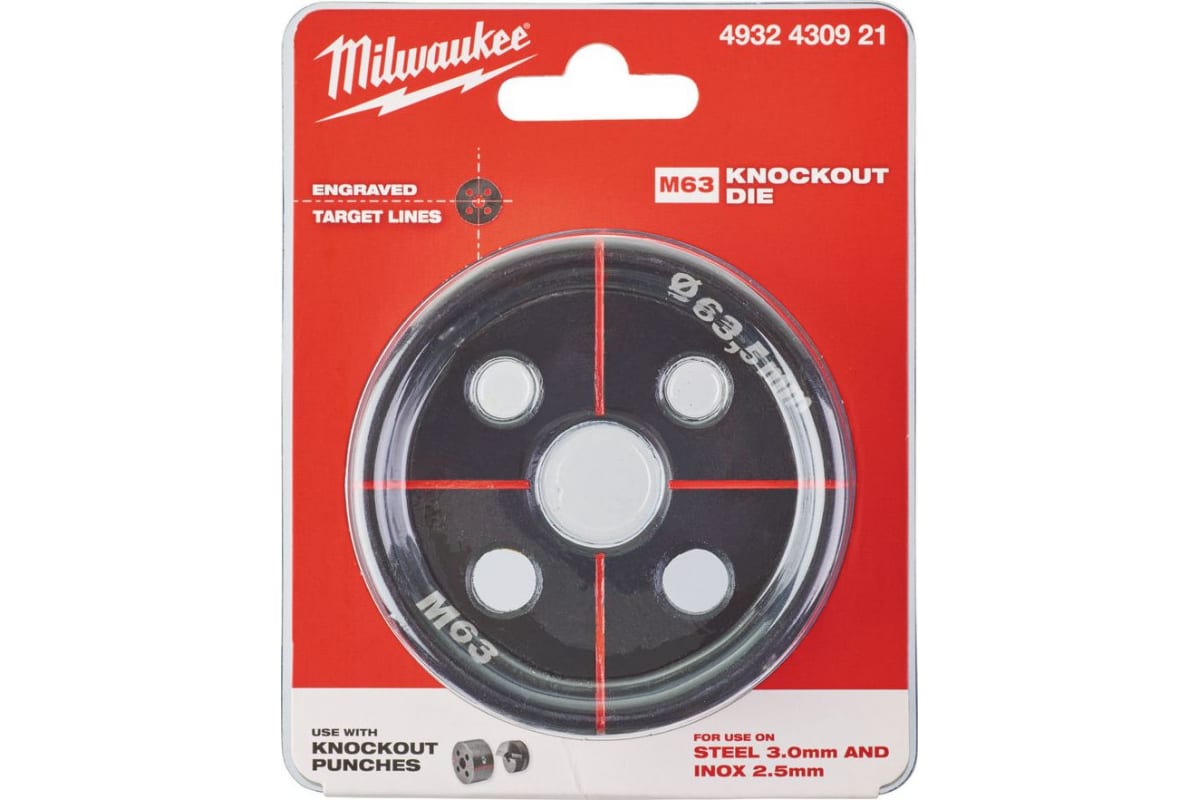 Milwaukee®
4932 4309 21
M63 KNOCKOUT
DIE
ENGRAVED
TARGET LINES
Ø63,5mm
M63
USE WITH
KNOCKOUT
PUNCHES
FOR USE ON
STEEL 3.0mm AND
INOX 2.5mm